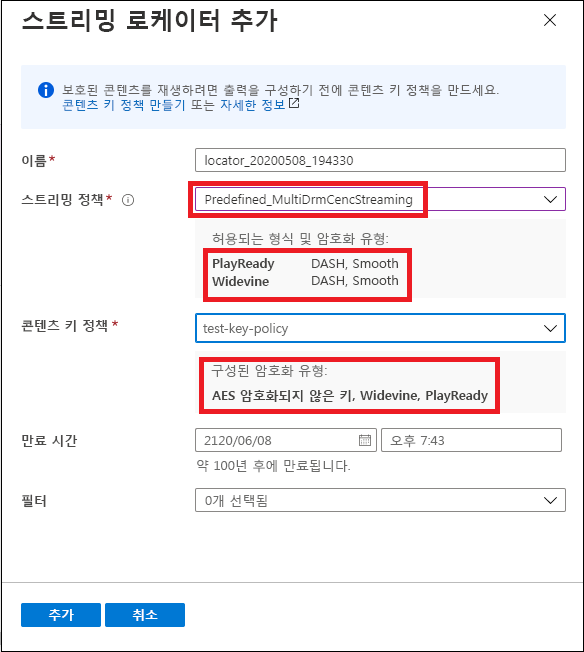 스트리밍 로케이터 추가
보호된 콘텐츠를 재생하려면 출력을 구성하기 전에 콘텐츠 키 정책을 만드세요.
콘텐츠 키 정책 만들기 또는 자세한 정보
이름*
locator_20200508_194330
스트리밍 정책*
Predefined_MultiDrmCencStreaming
허용되는 형식 및 암호화 유형:
PlayReady DASH, Smooth
Widevine DASH, Smooth
콘텐츠 키 정책*
test-key-policy
구성된 암호화 유형:
AES 암호화되지 않은 키, Widevine, PlayReady
만료 시간
2120/06/08 오후 7:43
약 100년 후에 만료됩니다.
필터
0개 선택됨
추가 취소